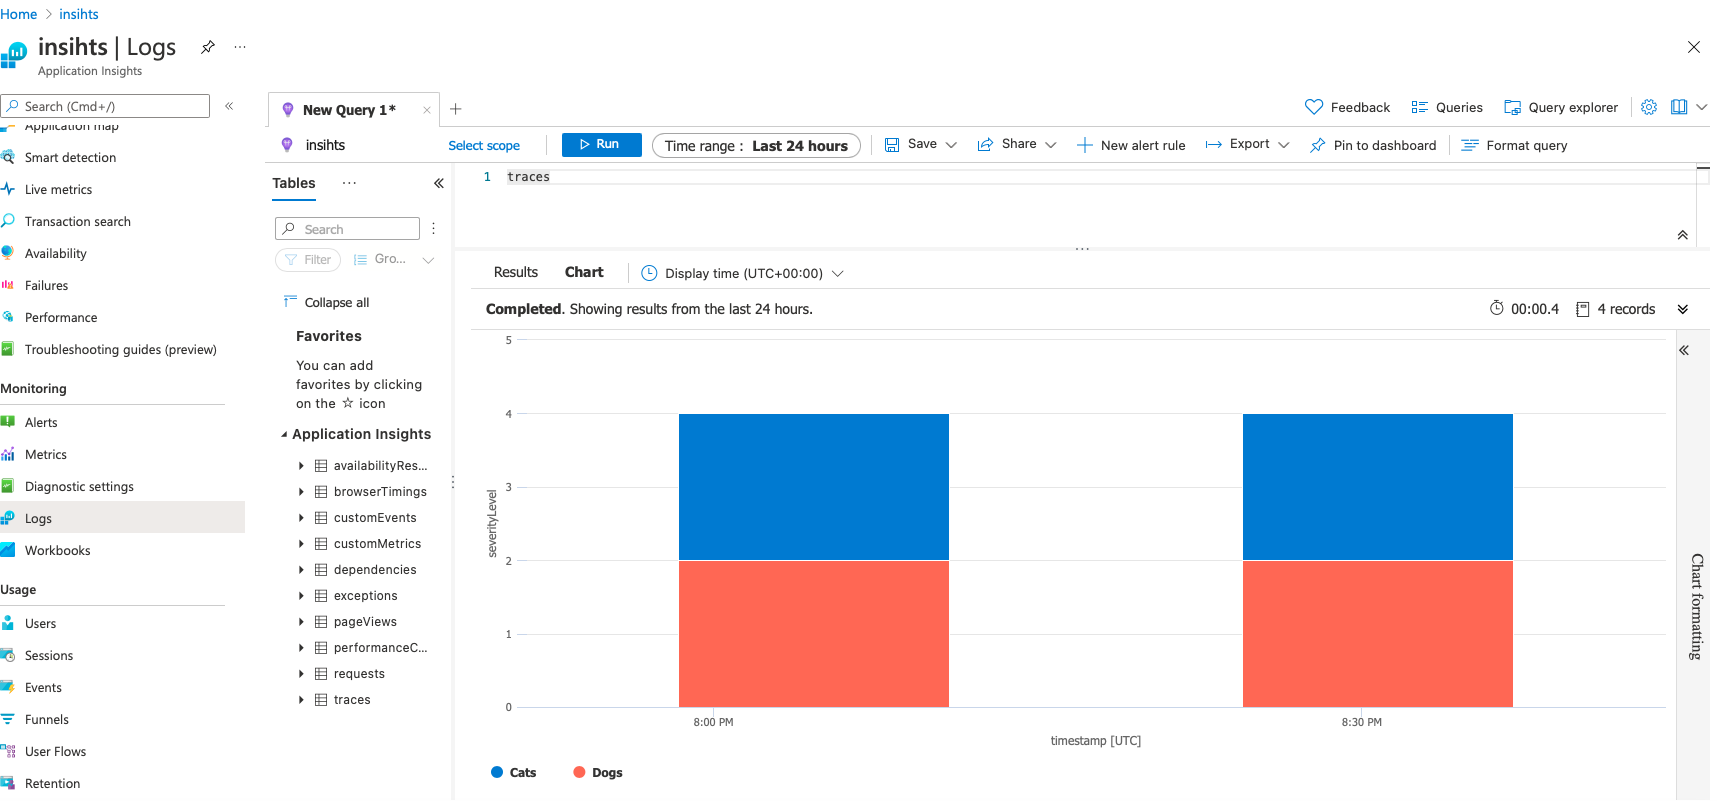 Home > insihts
insihts | Logs
Application Insights
Search (Cmd+/)
Application map
Smart detection
Live metrics
Transaction search
Availability
Failures
Performance
Troubleshooting guides (preview)
Monitoring
Alerts
Metrics
Diagnostic settings
Logs
Workbooks
Usage
Users
Sessions
Events
Funnels
User Flows
Retention
New Query 1*
Feedback
Queries
Query explorer
insihts
Select scope
Run
Time range : Last 24 hours
Save
Share
New alert rule
Export
Pin to dashboard
Format query
Tables
Search
Filter
Gro...
Collapse all
Favorites
You can add
favorites by clicking
on the ☆ icon
Application Insights
availabilityRes...
browserTimings
customEvents
customMetrics
dependencies
exceptions
pageViews
performanceC...
requests
traces
1 traces
Results
Chart
Display time (UTC+00:00)
Completed. Showing results from the last 24 hours.
00:00.4
4 records
5
4
3
2
1
0
severityLevel
8:00 PM
8:30 PM
timestamp [UTC]
Cats
Dogs
Chart formatting